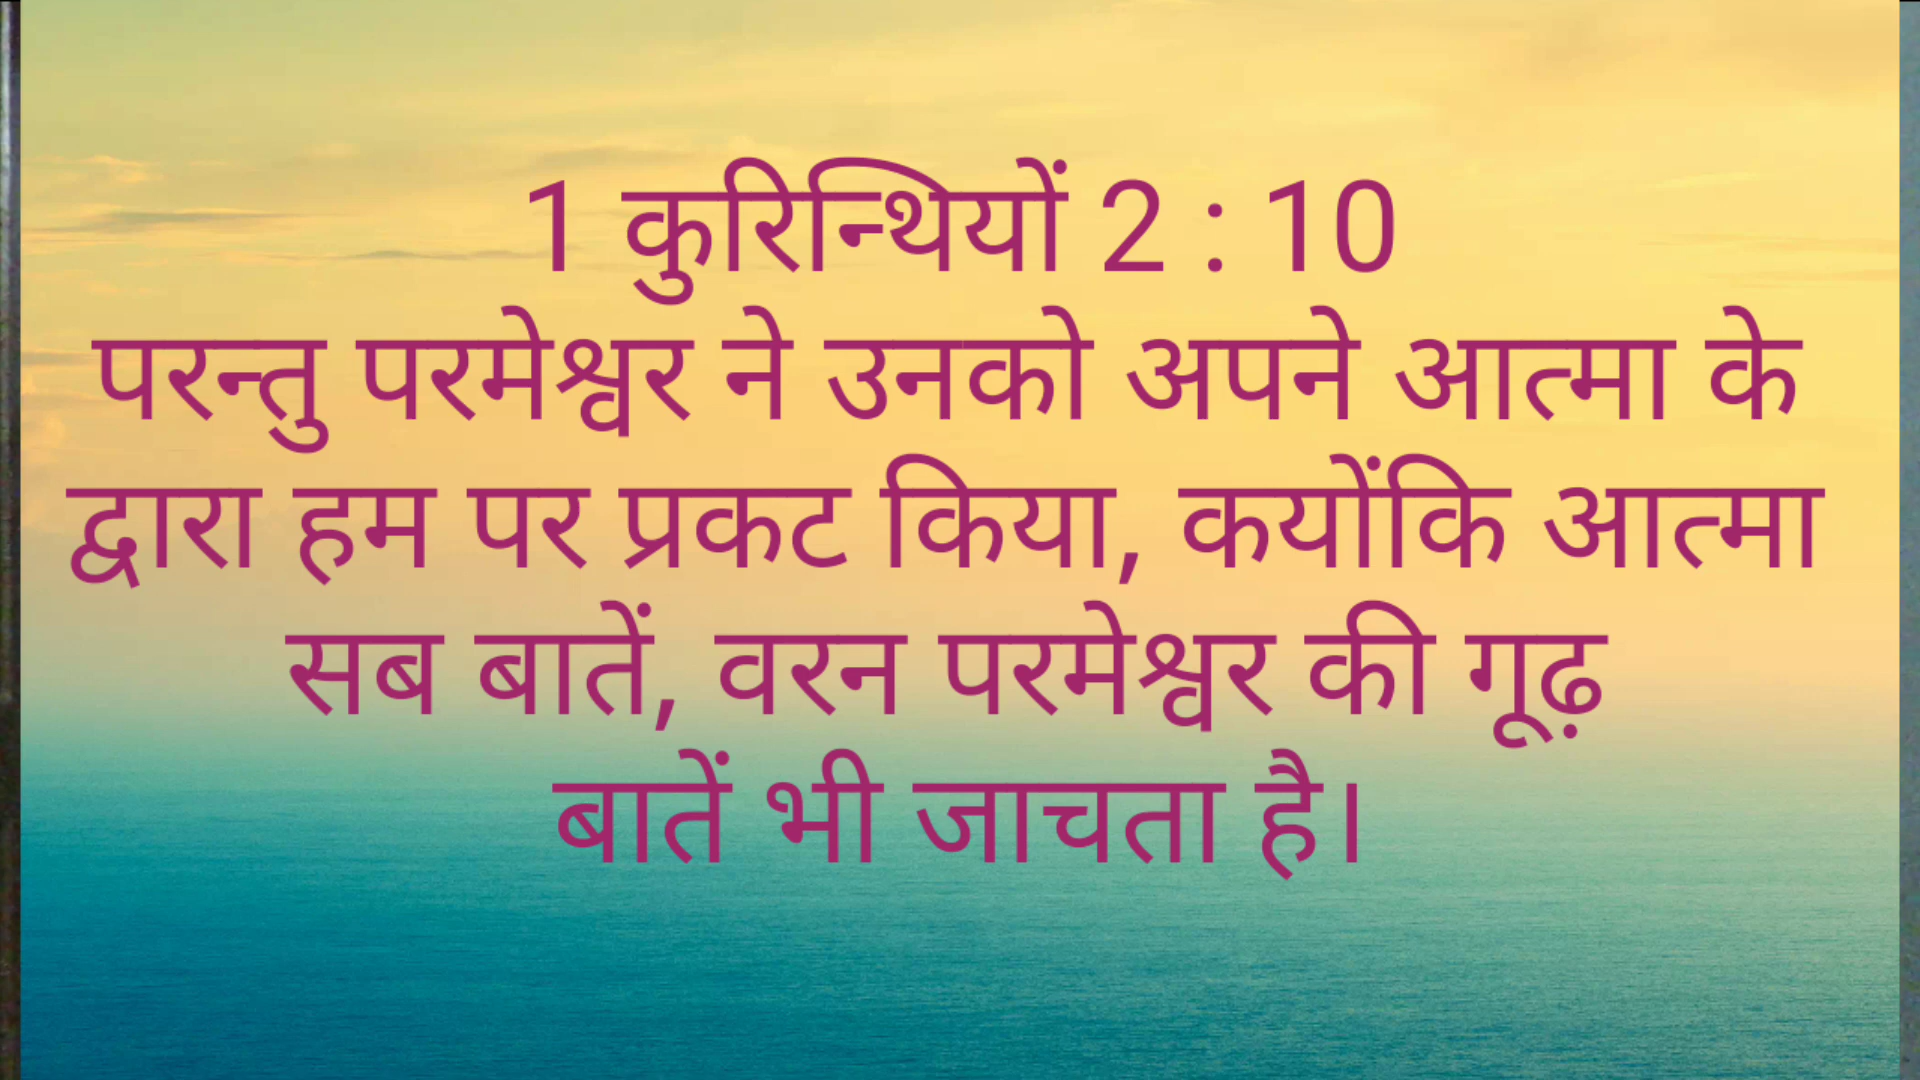 1 कुरिन्थियों 2 : 10
परन्तु परमेश्वर ने उनको अपने आत्मा के
द्वारा हम पर प्रकट किया, कयोंकि आत्मा
सब बातें, वरन परमेश्वर की गूढ़
बातें भी जाचता है।